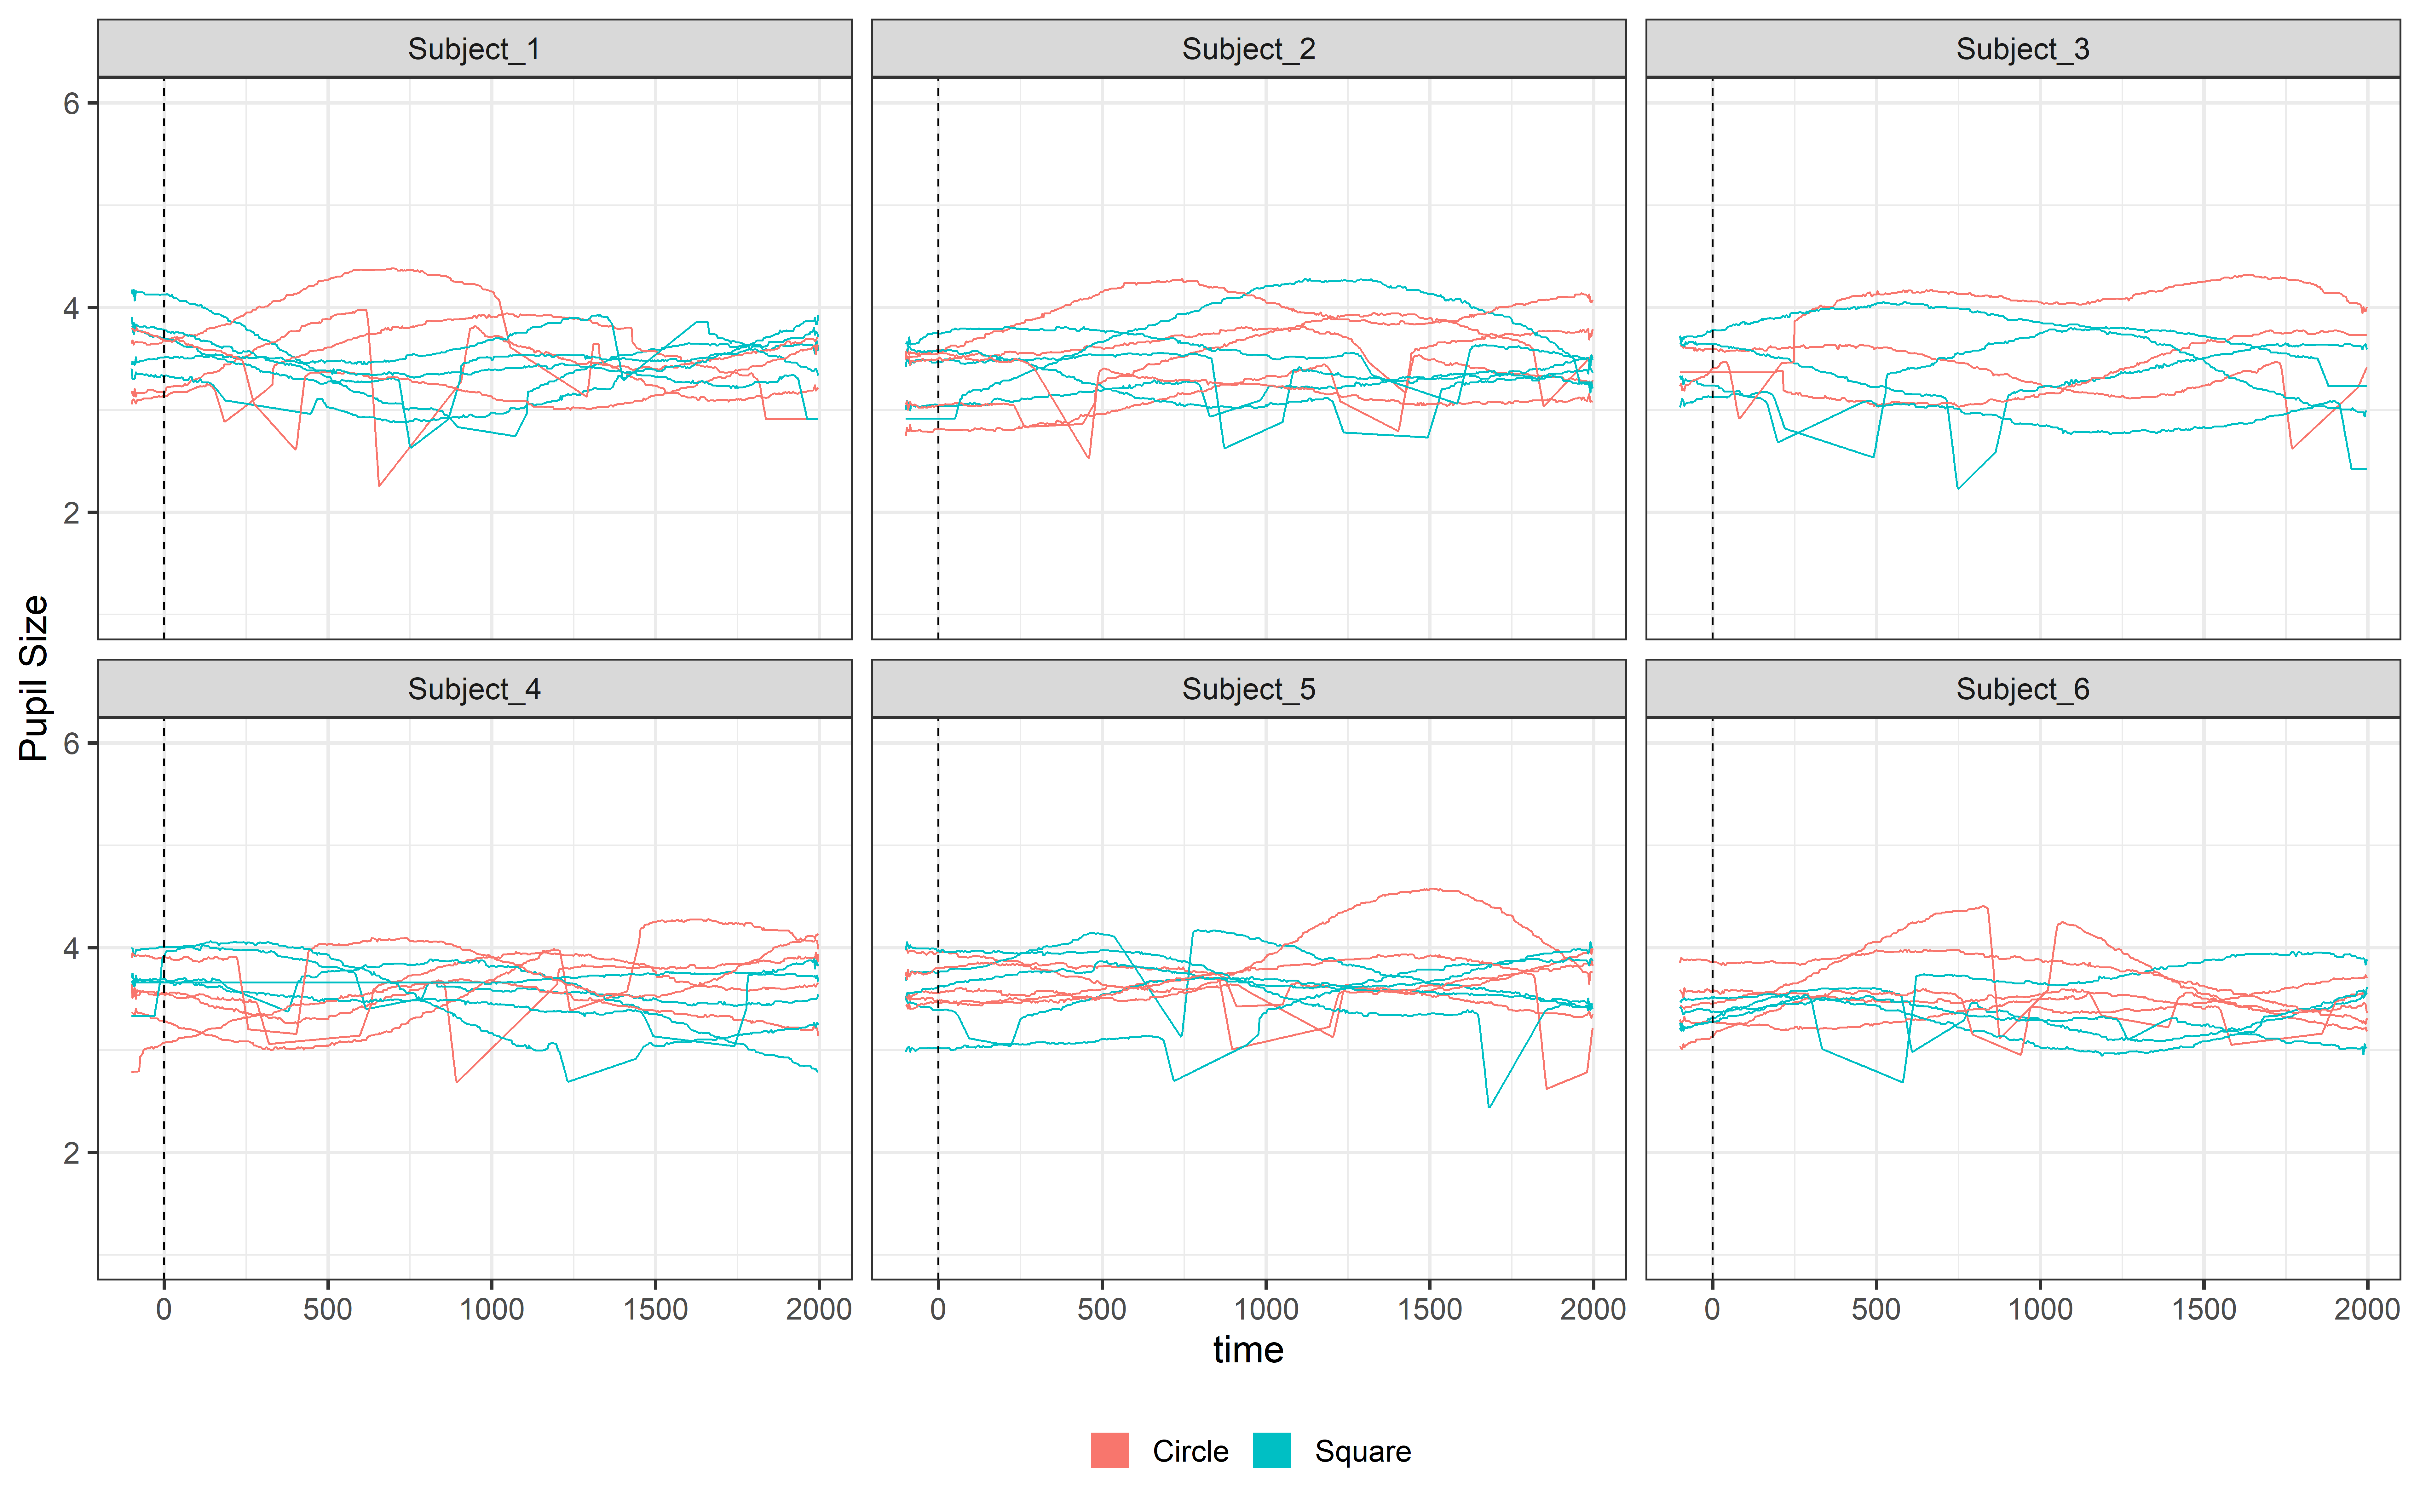 Subject_1 Subject_2 Subject_3
6
4
2
Pupil Size
Subject_4 Subject_5 Subject_6
6
4
2
0 500 1000 1500 2000 0 500 1000 1500 2000 0 500 1000 1500 2000
time
Circle Square